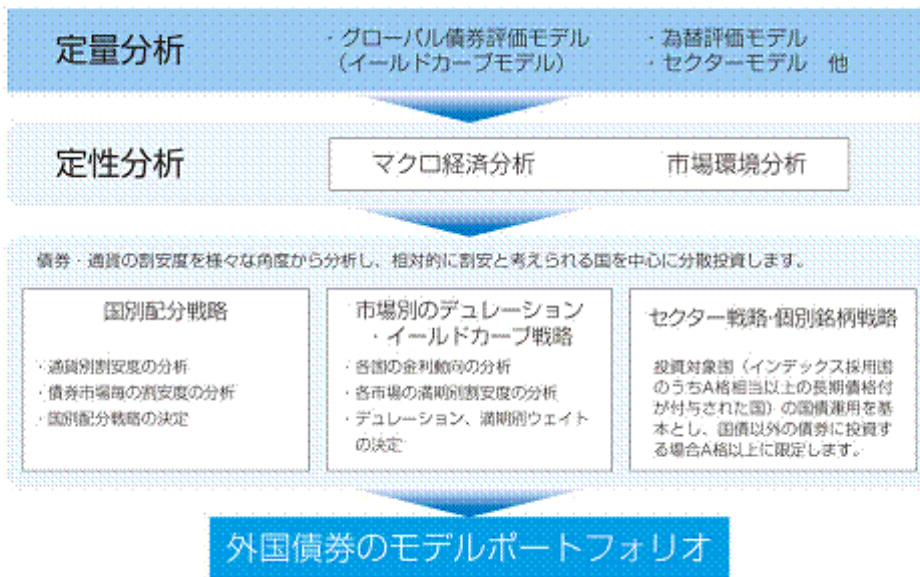 定量分析
・グローバル債券評価モデル
(イールドカーブモデル)
・為替評価モデル
・セクターモデル 他
定性分析
マクロ経済分析
市場環境分析
債券・通貨の割安度を様々な角度から分析し、相対的に割安と考えられる国を中心に分散投資します。
国別配分戦略
・通貨別割安度の分析
・債券市場毎の割安度の分析
・国別配分戦略の決定
市場別のデュレーション
・イールドカーブ戦略
・各国の金利動向の分析
・各市場の満期別割安度の分析
・デュレーション、満期別ウェイト
の決定
セクター戦略・個別銘柄戦略
投資対象国(インデックス採用国
のうちA格相当以上の長期債格付
が付与された国)の国債運用を基
本とし、国債以外の債券に投資す
る場合A格以上に限定します。
外国債券のモデルポートフォリオ